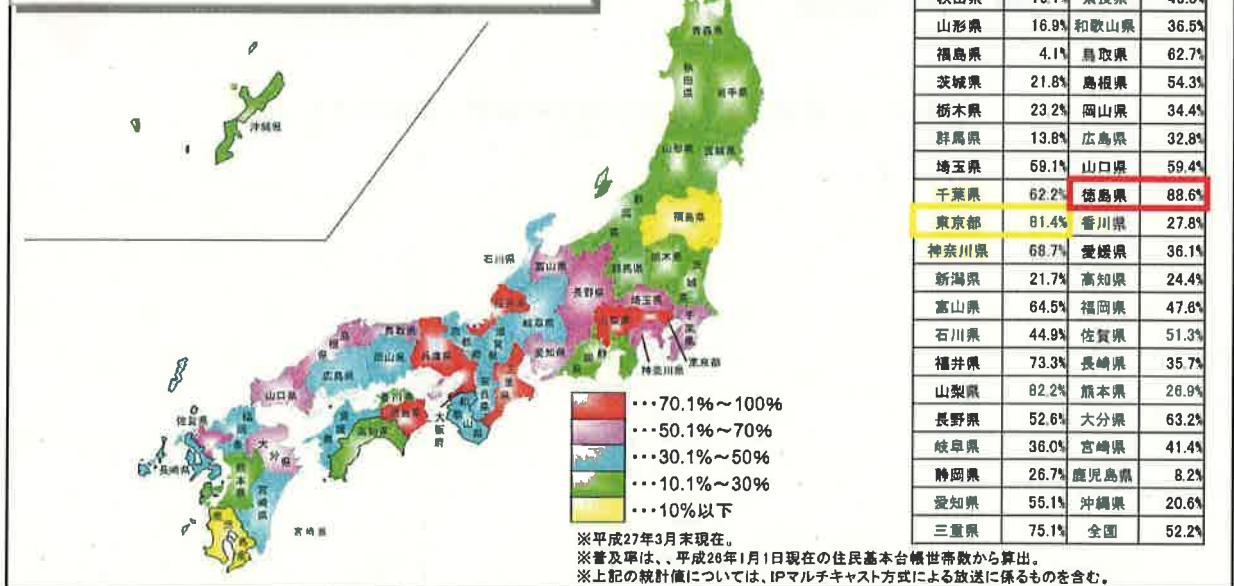 青森県
秋田県
岩手県
山形県
宮城県
福島県
沖縄県
石川県
富山県
群馬県
栃木県
長野県
埼玉県
千葉県
岐阜県
鳥取県
兵庫県
岡山県
広島県
愛知県
神奈川県
東京都
山口県
香川県
高知県
大阪府
佐賀県
福岡県
大分県
長崎県
熊本県
宮崎県
宮崎県
・・・70.1%～100%
・・・50.1%～70%
・・・30.1%～50%
・・・10.1%～30%
・・・10%以下
※平成27年3月末現在。
※普及率は、、平成26年1月1日現在の住民基本台帳世帯数から算出。
※上記の統計値については、IPマルチキャスト方式による放送に係るものを含む。
山形県 16.9% 和歌山県 36.5%
福島県 4.1% 鳥取県 62.7%
茨城県 21.8% 島根県 54.3%
栃木県 23.2% 岡山県 34.4%
群馬県 13.8% 広島県 32.8%
埼玉県 59.1% 山口県 59.4%
千葉県 62.2% 徳島県 88.6%
東京都 81.4% 香川県 27.8%
神奈川県 68.7% 愛媛県 36.1%
新潟県 21.7% 高知県 24.4%
富山県 64.5% 福岡県 47.6%
石川県 44.9% 佐賀県 51.3%
福井県 73.3% 長崎県 35.7%
山梨県 82.2% 熊本県 26.9%
長野県 52.6% 大分県 63.2%
岐阜県 36.0% 宮崎県 41.4%
静岡県 26.7% 鹿児島県 8.2%
愛知県 55.1% 沖縄県 20.6%
三重県 75.1% 全国 52.2%